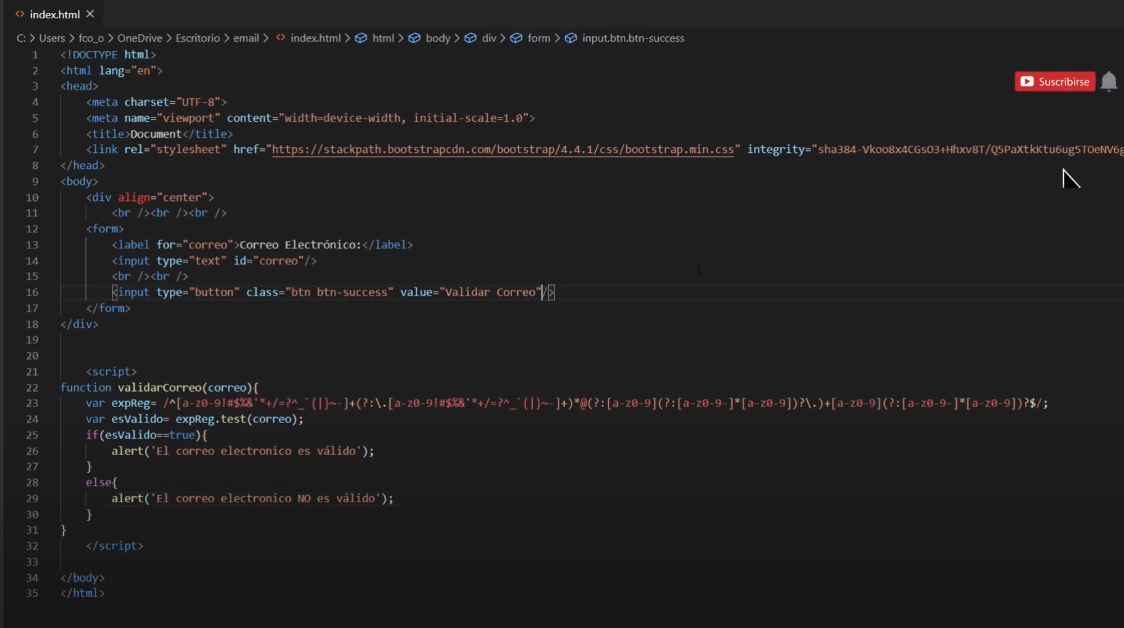 index.html
C: > Users > fco_o > OneDrive > Escritorio > email > index.html > html > body > div > form > input.btn.btn-success
1 <!DOCTYPE html>
2 <html lang="en">
3 <head>
4 <meta charset="UTF-8">
5 <meta name="viewport" content="width=device-width, initial-scale=1.0">
Suscribirse
6 <title>Document</title>
7 <link rel="stylesheet" href="https://stackpath.bootstrapcdn.com/bootstrap/4.4.1/css/bootstrap.min.css" integrity="sha384-Vkoo8x4CGsO3+Hhxv8T/Q5PaXtkKtu6ug5TOeNV6g
8 </head>
9 <body>
10 <div align="center">
11 <br /><br /><br />
12 <form>
13 <label for="correo">Correo Electrónico:</label>
14 <input type="text" id="correo"/>
15 <br /><br />
16 <input type="button" class="btn btn-success" value="Validar Correo"/>
17 </form>
18 </div>
19
20
21 <script>
22 function validarCorreo(correo){
23 var expReg= /^[a-z0-9!#$%&'*+/=?^_`{|}~-]+(?:\.[a-z0-9!#$%&'*+/=?^_`{|}~-]+)*@(?:[a-z0-9](?:[a-z0-9-]*[a-z0-9])?\.)+[a-z0-9](?:[a-z0-9-]*[a-z0-9])?$/;
24 var esValido= expReg.test(correo);
25 if(esValido==true){
26 alert('El correo electronico es válido');
27 }
28 else{
29 alert('El correo electronico NO es válido');
30 }
31 }
32 </script>
33
34 </body>
35 </html>